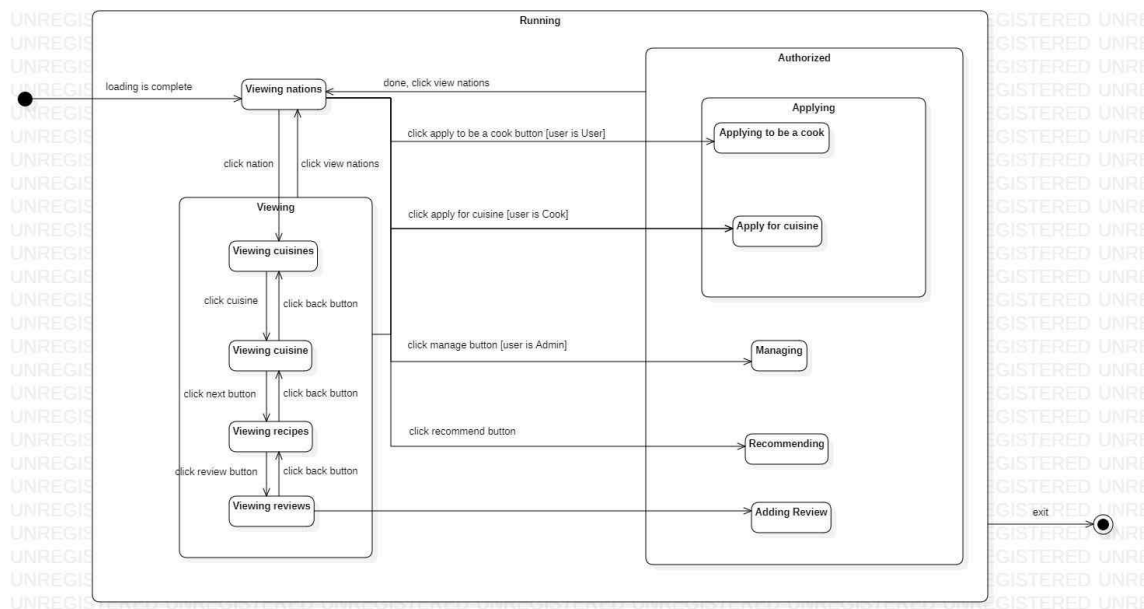 Running
Authorized
loading is complete
Viewing nations
done, click view nations
Applying
click apply to be a cook button [user is User]
Applying to be a cook
click nation
click view nations
Viewing
click apply for cuisine [user is Cook]
Apply for cuisine
Viewing cuisines
click cuisine
click back button
Viewing cuisine
click manage button [user is Admin]
Managing
click next button
click back button
Viewing recipes
click recommend button
Recommending
click review button
click back button
Viewing reviews
Adding Review
exit